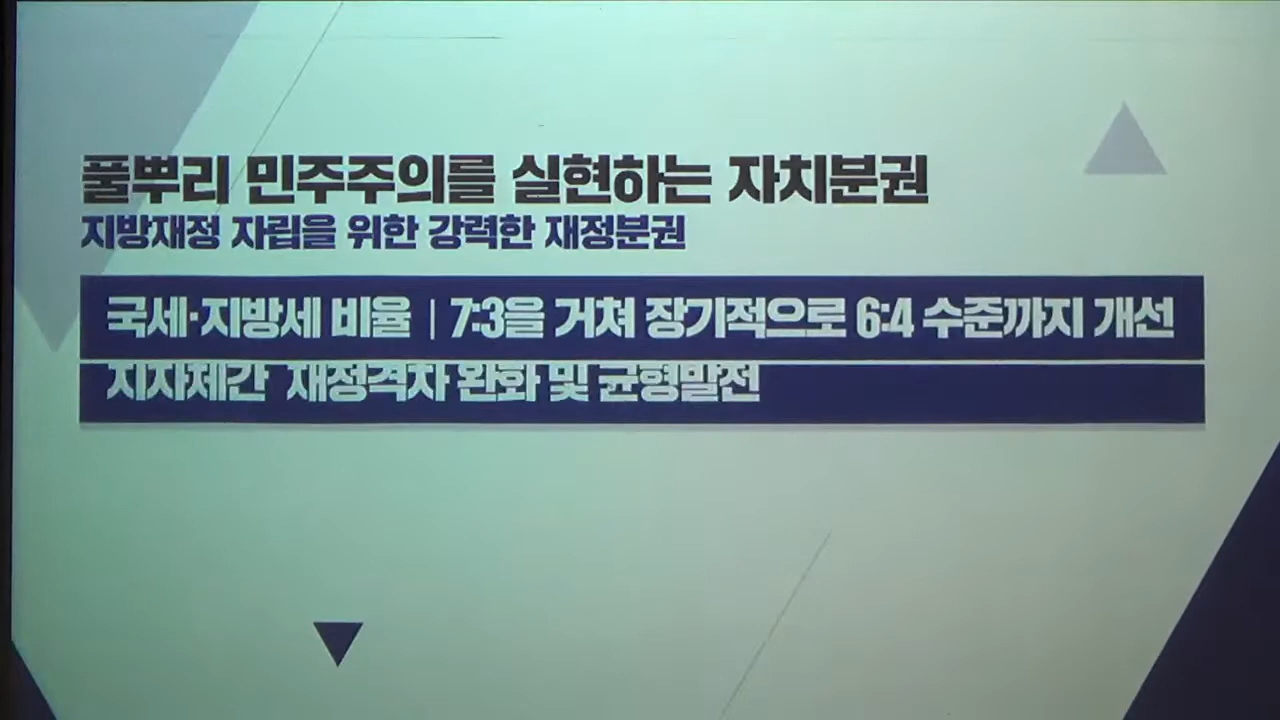 풀뿌리 민주주의를 실현하는 자치분권
지방재정 자립을 위한 강력한 재정분권
국세·지방세 비율 | 7:3을 거쳐 장기적으로 6:4 수준까지 개선
지자체간 재정격차 완화 및 균형발전